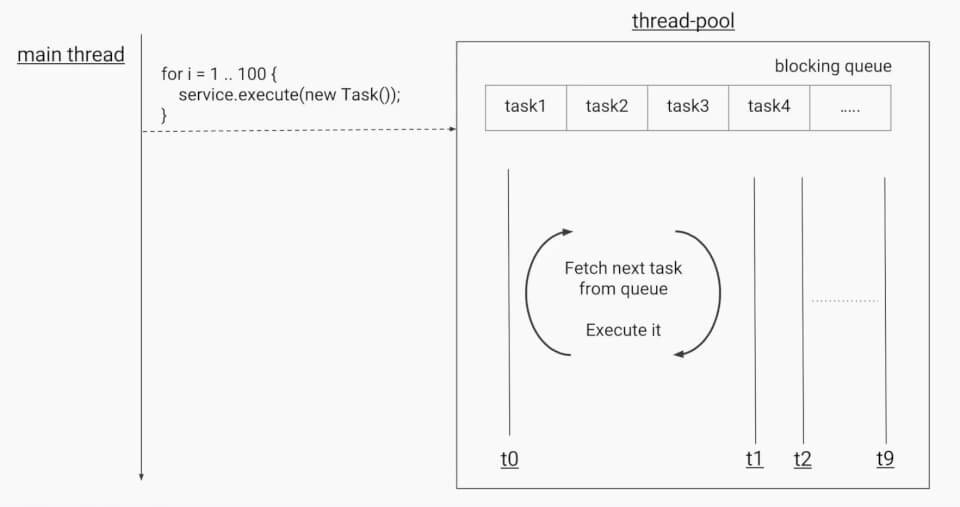 thread-pool
main thread
for i = 1 .. 100 {
service.execute(new Task());
}
blocking queue
task1 task2 task3 task4 .....
Fetch next task
from queue
Execute it
t0 t1 t2 t9